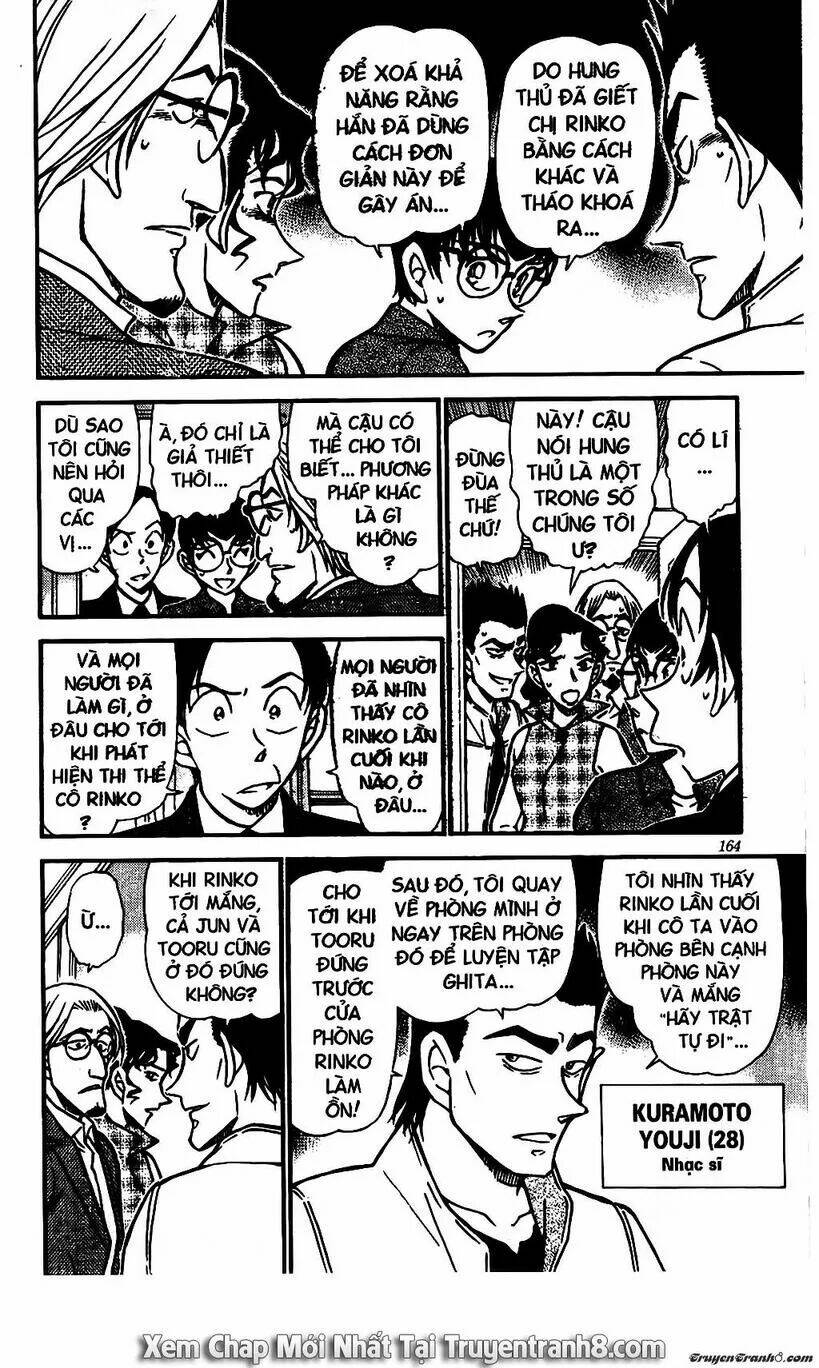 DO HUNG
THỦ ĐÃ GIẾT
CHỊ RINKO
BẰNG CÁCH
KHÁC VÀ
THÁO KHOÁ
RA...
ĐỂ XOÁ KHẢ
NĂNG RẰNG
HẮN ĐÃ DÙNG
CÁCH ĐƠN
GIẢN NÀY ĐỂ
GÂY ÁN...
CÓ LÍ
...
NÀY! CẬU
NÓI HUNG
THỦ LÀ MỘT
TRONG SỐ
CHÚNG TÔI
Ư?
ĐỪNG
ĐÙA
THẾ
CHỨ!
MÀ CẬU CÓ
THỂ CHO TÔI
BIẾT... PHƯƠNG
PHÁP KHÁC
LÀ GÌ
KHÔNG
?
À, ĐÓ CHỈ LÀ
GIẢ THIẾT
THÔI...
DÙ SAO
TÔI CŨNG
NÊN HỎI
QUA
CÁC
VỊ...
MỌI NGƯỜI
ĐÃ NHÌN
THẤY CÔ
RINKO LẦN
CUỐI KHI
NÀO, Ở
ĐÂU...
VÀ MỌI
NGƯỜI ĐÃ
LÀM GÌ, Ở
ĐÂU CHO TỚI
KHI PHÁT
HIỆN THI THỂ
CÔ RINKO
?
164
TÔI NHÌN THẤY
RINKO LẦN CUỐI
KHI CÔ TA VÀO
PHÒNG BÊN CẠNH
PHÒNG NÀY
VÀ MẮNG
"HÃY TRẬT
TỰ ĐI"...
SAU ĐÓ, TÔI QUAY
VỀ PHÒNG MÌNH Ở
NGAY TRÊN PHÒNG
ĐÓ ĐỂ LUYỆN TẬP
GHITA...
CHO
TỚI KHI
TOORU
ĐỨNG
TRƯỚC
CỬA
PHÒNG
RINKO
LÀM
ỒN!
KURAMOTO
YOUJI (28)
Nhạc sĩ
KHI RINKO
TỚI MẮNG,
CẢ JUN VÀ
TOORU CŨNG
Ở ĐÓ ĐÚNG
KHÔNG?
Ừ...
Xem Chap Mới Nhất Tại Truyentranh8.com
TruyenTranh8.com